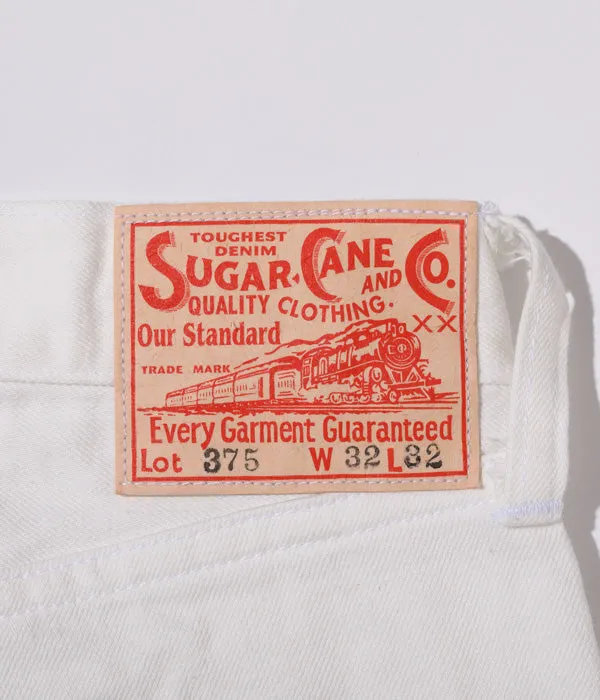 TOUGHEST
DENIM
SUGAR CANE AND CO.
QUALITY CLOTHING.
Our Standard XX
TRADE MARK
Every Garment Guaranteed
Lot 375 W 32 L 32